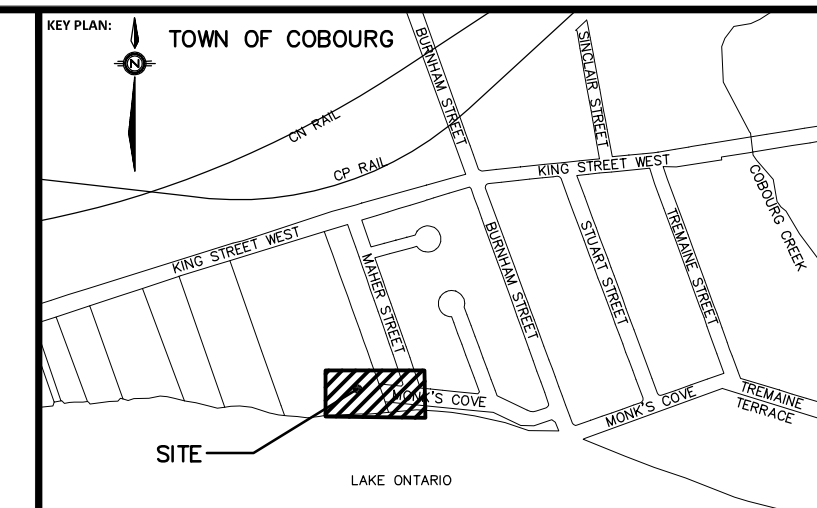 KEY PLAN:
TOWN OF COBOURG
N
BURNHAM STREET
SINCLAIR STREET
CN RAIL
CP RAIL
KING STREET WEST
COBOURG CREEK
KING STREET WEST
MAHER STREET
BURNHAM STREET
STUART STREET
TREMAINE STREET
MONK'S COVE
MONK'S COVE
TREMAINE
TERRACE
SITE
LAKE ONTARIO